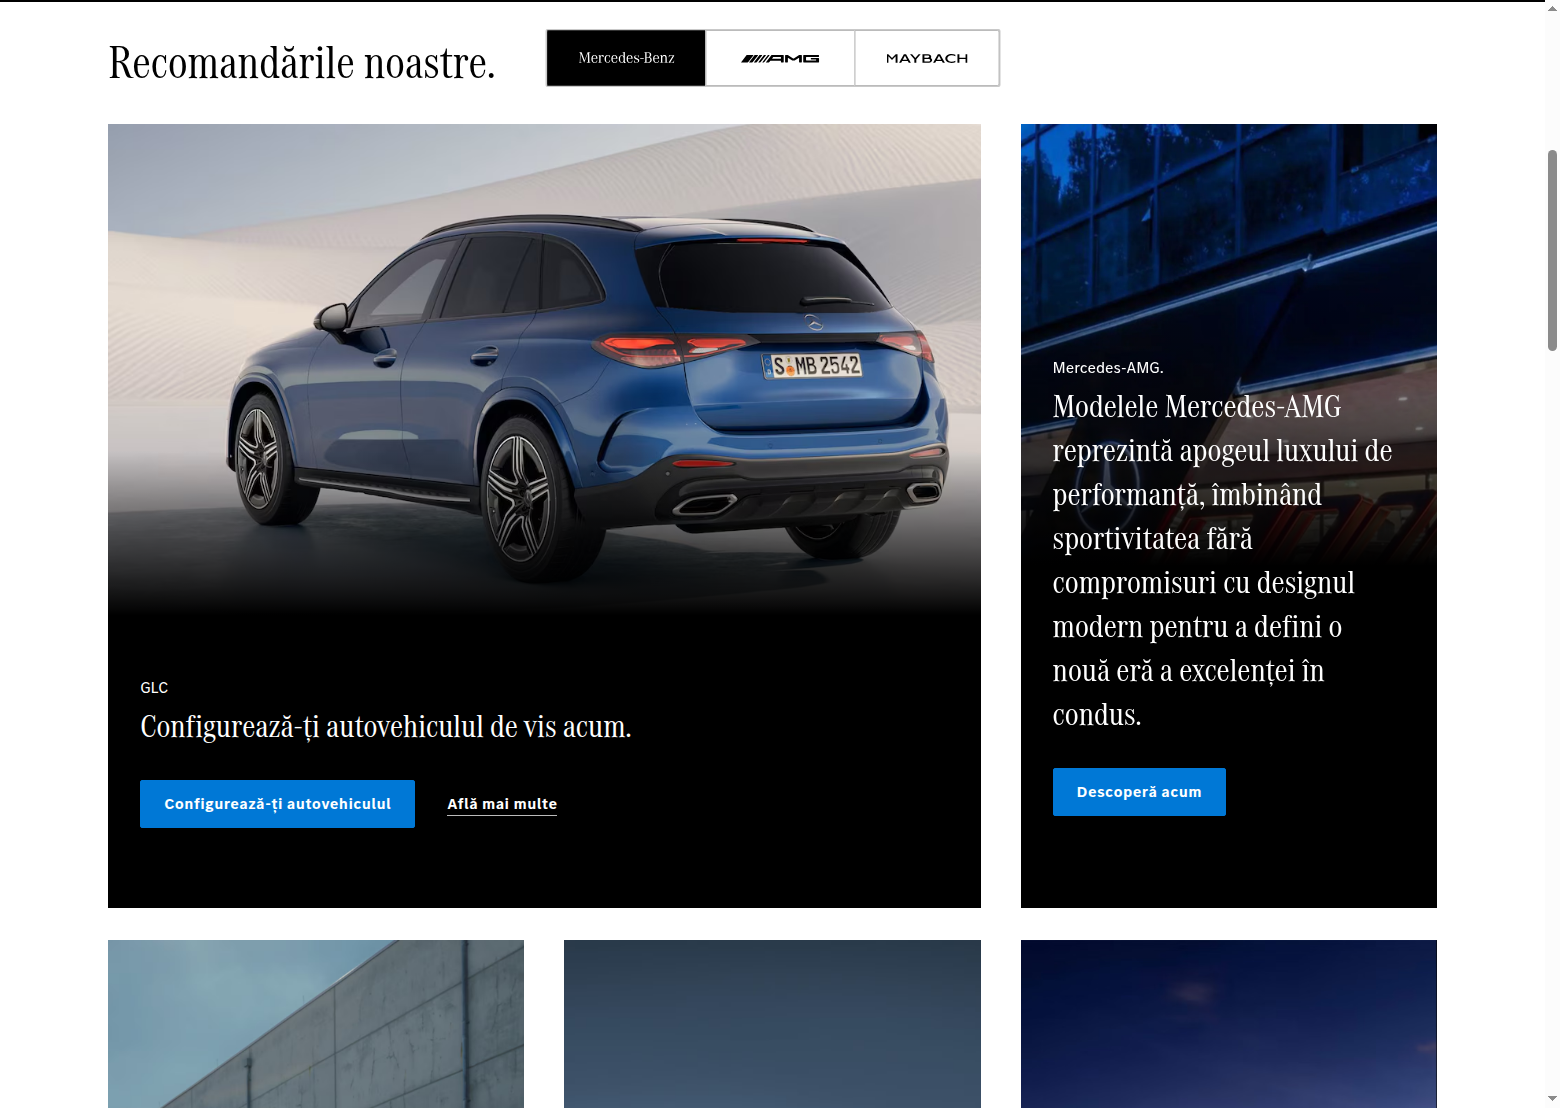 Recomandările noastre.
Mercedes-Benz
AMG
MAYBACH
S MB 2542
GLC
Configurează-ți autovehiculul de vis acum.
Configurează-ți autovehiculul
Află mai multe
Mercedes-AMG.
Modelele Mercedes-AMG
reprezintă apogeul luxului de
performanță, îmbinând
sportivitatea fără
compromisuri cu designul
modern pentru a defini o
nouă eră a excelenței în
condus.
Descoperă acum